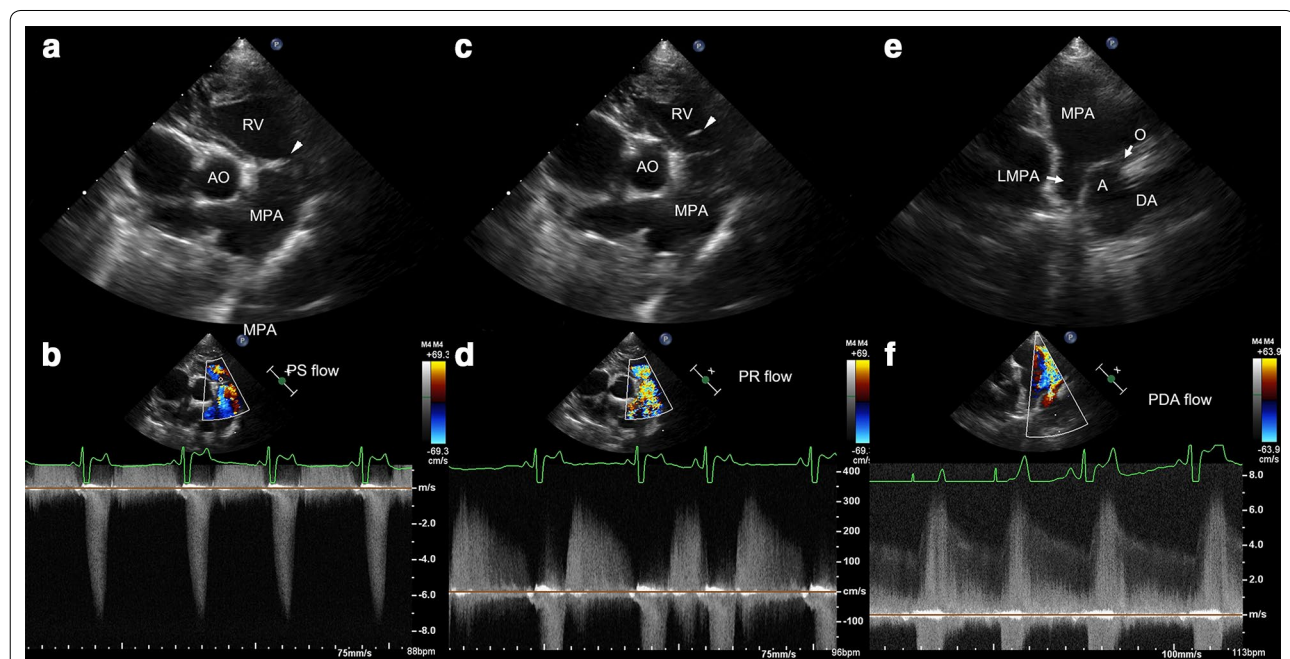 a
P
RV
AO
MPA
c
P
RV
AO
MPA
e
P
MPA
O
LMPA
A
DA
MPA
b
P
PS flow
M4 M4
+69.3
-69.3
cm/s
m/s
-2.0
-4.0
-6.0
-8.0
75mm/s
88bpm
d
P
x
PR flow
M4 M4
+69.
-69.3
cm/s
400
300
200
100
cm/s
-100
75mm/s
96bpm
f
P
x
PDA flow
M4 M4
+63.9
-63.9
cm/s
8.0
6.0
4.0
2.0
m/s
100mm/s
113bpm